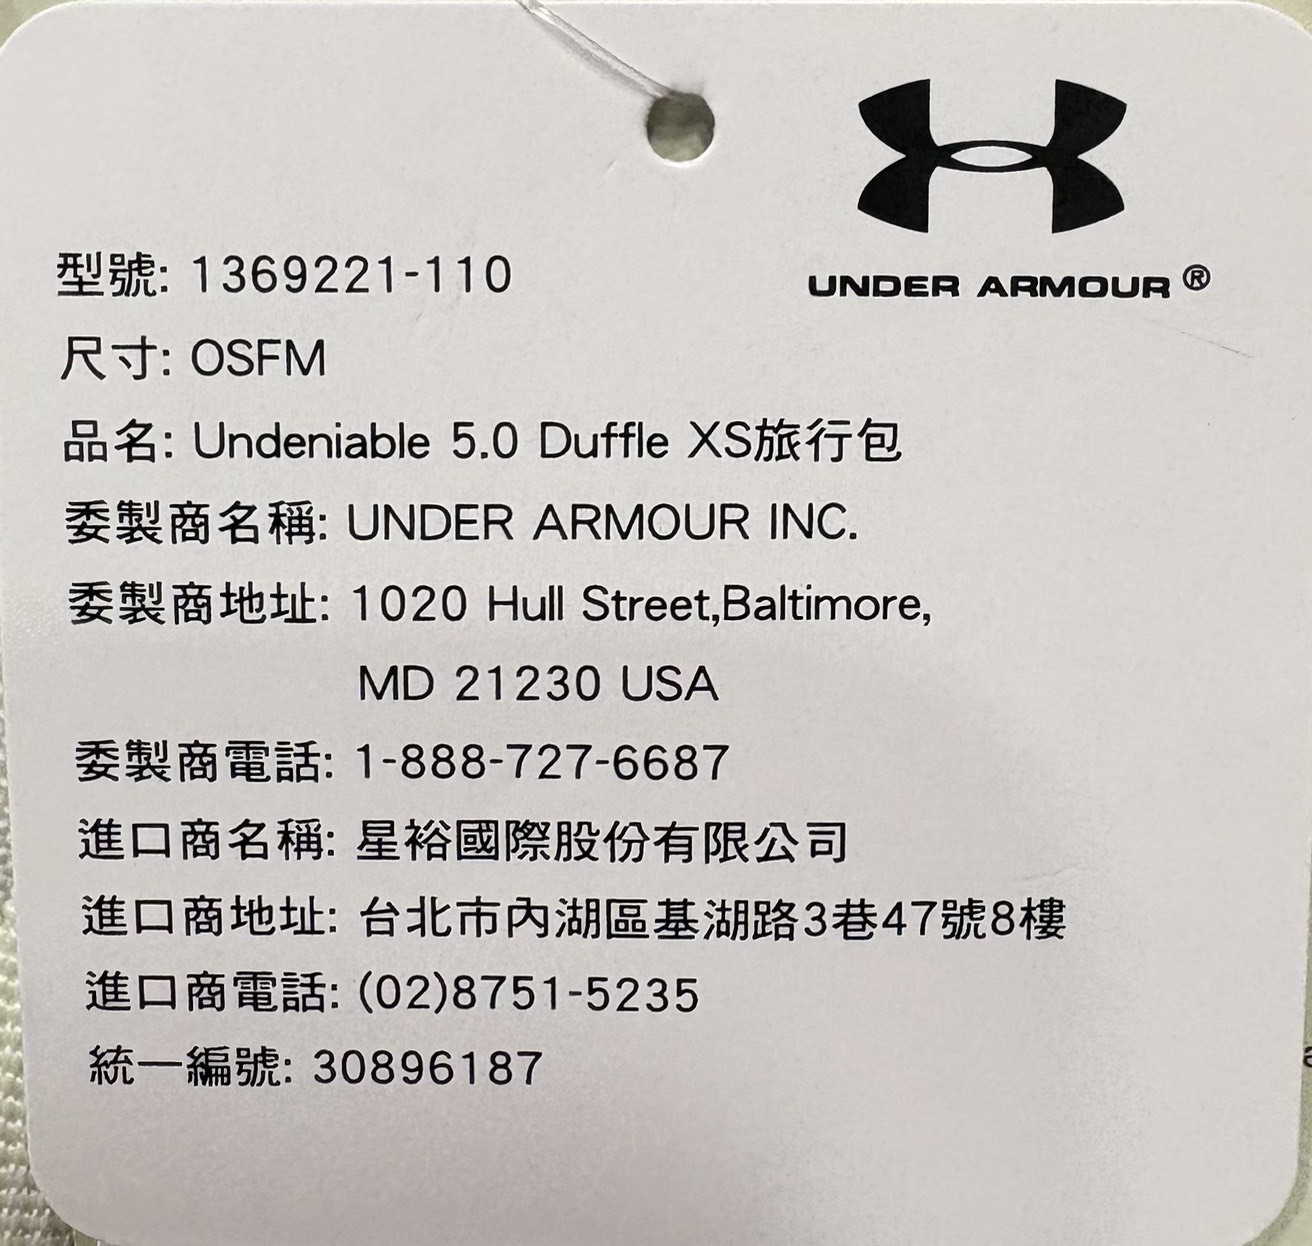 UNDER ARMOUR®
型號: 1369221-110
尺寸: OSFM
品名: Undeniable 5.0 Duffle XS旅行包
委製商名稱: UNDER ARMOUR INC.
委製商地址: 1020 Hull Street,Baltimore,
MD 21230 USA
委製商電話: 1-888-727-6687
進口商名稱: 星裕國際股份有限公司
進口商地址: 台北市內湖區基湖路3巷47號8樓
進口商電話: (02)8751-5235
統一編號: 30896187